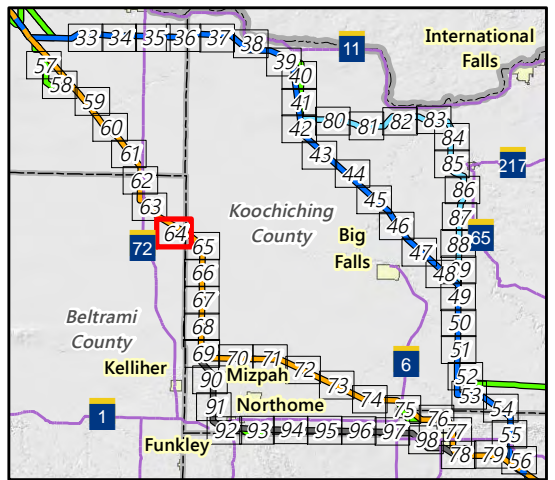 33 34 35 36 37 38 39 40 41 42
11
International
Falls
57 58 59 60 61 62 63 64
80 81 82 83 84 85 86 87 88 89
217
43 44 45 46 47 48 49 50 51 52 53 54 55 56
Koochiching
County
72
65
Big
Falls
65 66 67 68 69
Beltrami
County
70 71 72 73 74 75 76 77 78 79
6
Kelliher
Mizpah
90 91
Northome
1
92 93 94 95 96 97 98
Funkley